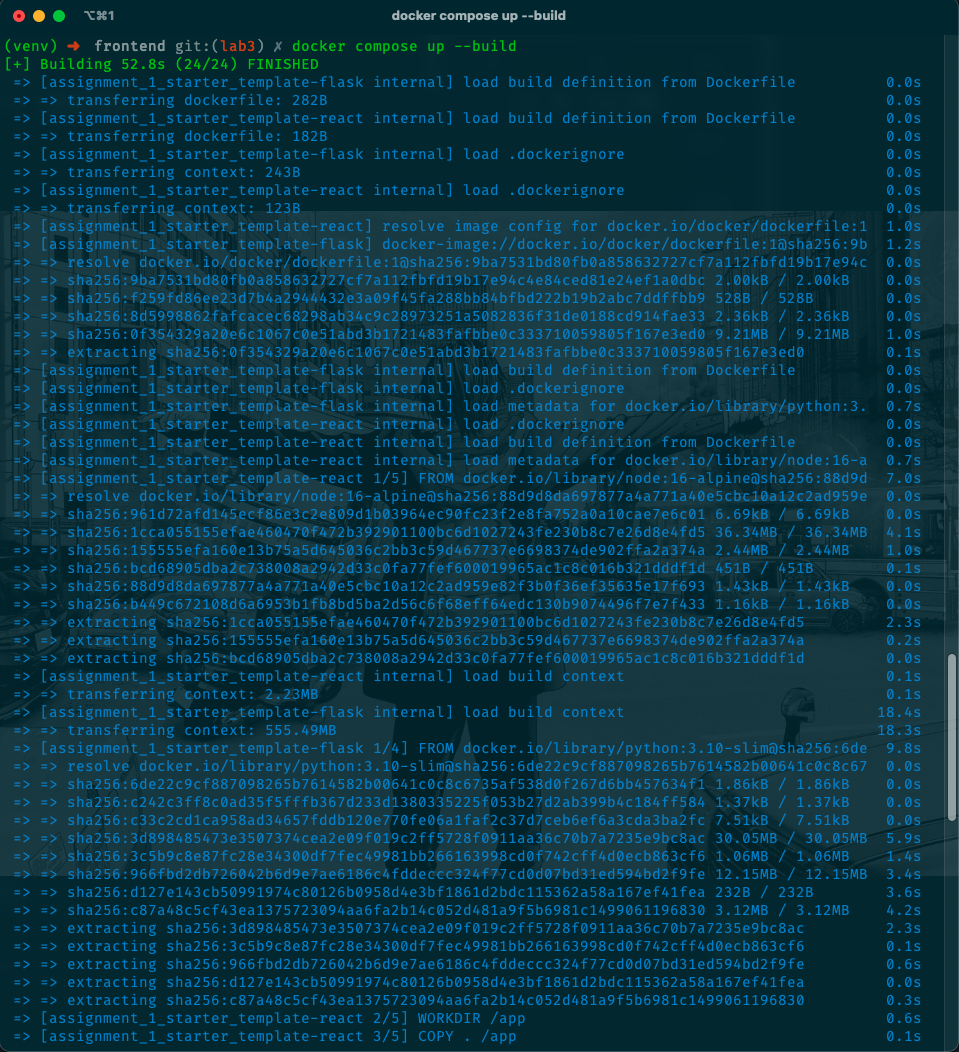 ⌥⌘1 docker compose up --build
(venv) ➜ frontend git:(lab3) ✗ docker compose up --build
[+] Building 52.8s (24/24) FINISHED
=> [assignment_1_starter_template-flask internal] load build definition from Dockerfile 0.0s
=> => transferring dockerfile: 282B 0.0s
=> [assignment_1_starter_template-react internal] load build definition from Dockerfile 0.0s
=> => transferring dockerfile: 182B 0.0s
=> [assignment_1_starter_template-flask internal] load .dockerignore 0.0s
=> => transferring context: 243B 0.0s
=> [assignment_1_starter_template-react internal] load .dockerignore 0.0s
=> => transferring context: 123B 0.0s
=> [assignment_1_starter_template-react] resolve image config for docker.io/docker/dockerfile:1 1.0s
=> [assignment_1_starter_template-flask] docker-image://docker.io/docker/dockerfile:1@sha256:9b 1.2s
=> => resolve docker.io/docker/dockerfile:1@sha256:9ba7531bd80fb0a858632727cf7a112fbfd19b17e94c 0.0s
=> => sha256:9ba7531bd80fb0a858632727cf7a112fbfd19b17e94c4e84ced81e24ef1a0dbc 2.00kB / 2.00kB 0.0s
=> => sha256:f259fd86ee23d7b4a2944432e3a09f45fa288bb84bfbd222b19b2abc7ddffbb9 528B / 528B 0.0s
=> => sha256:8d5998862fafcacec68298ab34c9c28973251a5082836f31de0188cd914fae33 2.36kB / 2.36kB 0.0s
=> => sha256:0f354329a20e6c1067c0e51abd3b1721483fafbbe0c333710059805f167e3ed0 9.21MB / 9.21MB 1.0s
=> => extracting sha256:0f354329a20e6c1067c0e51abd3b1721483fafbbe0c333710059805f167e3ed0 0.1s
=> [assignment_1_starter_template-flask internal] load build definition from Dockerfile 0.0s
=> [assignment_1_starter_template-flask internal] load .dockerignore 0.0s
=> [assignment_1_starter_template-flask internal] load metadata for docker.io/library/python:3. 0.7s
=> [assignment_1_starter_template-react internal] load .dockerignore 0.0s
=> [assignment_1_starter_template-react internal] load build definition from Dockerfile 0.0s
=> [assignment_1_starter_template-react internal] load metadata for docker.io/library/node:16-a 0.7s
=> [assignment_1_starter_template-react 1/5] FROM docker.io/library/node:16-alpine@sha256:88d9d 7.0s
=> => resolve docker.io/library/node:16-alpine@sha256:88d9d8da697877a4a771a40e5cbc10a12c2ad959e 0.0s
=> => sha256:961d72afd145ecf86e3c2e809d1b03964ec90fc23f2e8fa752a0a10cae7e6c01 6.69kB / 6.69kB 0.0s
=> => sha256:1cca055155efae460470f472b392901100bc6d1027243fe230b8c7e26d8e4fd5 36.34MB / 36.34MB 4.1s
=> => sha256:155555efa160e13b75a5d645036c2bb3c59d467737e6698374de902ffa2a374a 2.44MB / 2.44MB 1.0s
=> => sha256:bcd68905dba2c738008a2942d33c0fa77fef600019965ac1c8c016b321dddf1d 451B / 451B 0.1s
=> => sha256:88d9d8da697877a4a771a40e5cbc10a12c2ad959e82f3b0f36ef35635e17f693 1.43kB / 1.43kB 0.0s
=> => sha256:b449c672108d6a6953b1fb8bd5ba2d56c6f68eff64edc130b9074496f7e7f433 1.16kB / 1.16kB 0.0s
=> => extracting sha256:1cca055155efae460470f472b392901100bc6d1027243fe230b8c7e26d8e4fd5 2.3s
=> => extracting sha256:155555efa160e13b75a5d645036c2bb3c59d467737e6698374de902ffa2a374a 0.2s
=> => extracting sha256:bcd68905dba2c738008a2942d33c0fa77fef600019965ac1c8c016b321dddf1d 0.0s
=> [assignment_1_starter_template-react internal] load build context 0.1s
=> => transferring context: 2.23MB 0.1s
=> [assignment_1_starter_template-flask internal] load build context 18.4s
=> => transferring context: 555.49MB 18.3s
=> [assignment_1_starter_template-flask 1/4] FROM docker.io/library/python:3.10-slim@sha256:6de 9.8s
=> => resolve docker.io/library/python:3.10-slim@sha256:6de22c9cf887098265b7614582b00641c0c8c67 0.0s
=> => sha256:6de22c9cf887098265b7614582b00641c0c8c6735af538d0f267d6bb457634f1 1.86kB / 1.86kB 0.0s
=> => sha256:c242c3ff8c0ad35f5fffb367d233d1380335225f053b27d2ab399b4c184ff584 1.37kB / 1.37kB 0.0s
=> => sha256:c33c2cd1ca958ad34657fddb120e770fe06a1faf2c37d7ceb6ef6a3cda3ba2fc 7.51kB / 7.51kB 0.0s
=> => sha256:3d898485473e3507374cea2e09f019c2ff5728f0911aa36c70b7a7235e9bc8ac 30.05MB / 30.05MB 5.9s
=> => sha256:3c5b9c8e87fc28e34300df7fec49981bb266163998cd0f742cff4d0ecb863cf6 1.06MB / 1.06MB 1.4s
=> => sha256:966fbd2db726042b6d9e7ae6186c4fddeccc324f77cd0d07bd31ed594bd2f9fe 12.15MB / 12.15MB 3.4s
=> => sha256:d127e143cb50991974c80126b0958d4e3bf1861d2bdc115362a58a167ef41fea 232B / 232B 3.6s
=> => sha256:c87a48c5cf43ea1375723094aa6fa2b14c052d481a9f5b6981c1499061196830 3.12MB / 3.12MB 4.2s
=> => extracting sha256:3d898485473e3507374cea2e09f019c2ff5728f0911aa36c70b7a7235e9bc8ac 2.3s
=> => extracting sha256:3c5b9c8e87fc28e34300df7fec49981bb266163998cd0f742cff4d0ecb863cf6 0.1s
=> => extracting sha256:966fbd2db726042b6d9e7ae6186c4fddeccc324f77cd0d07bd31ed594bd2f9fe 0.6s
=> => extracting sha256:d127e143cb50991974c80126b0958d4e3bf1861d2bdc115362a58a167ef41fea 0.0s
=> => extracting sha256:c87a48c5cf43ea1375723094aa6fa2b14c052d481a9f5b6981c1499061196830 0.3s
=> [assignment_1_starter_template-react 2/5] WORKDIR /app 0.6s
=> [assignment_1_starter_template-react 3/5] COPY . /app 0.1s